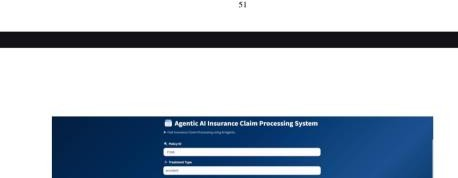 51
Agentic AI Insurance Claim Processing System
Policy ID
Treatment Type
accident